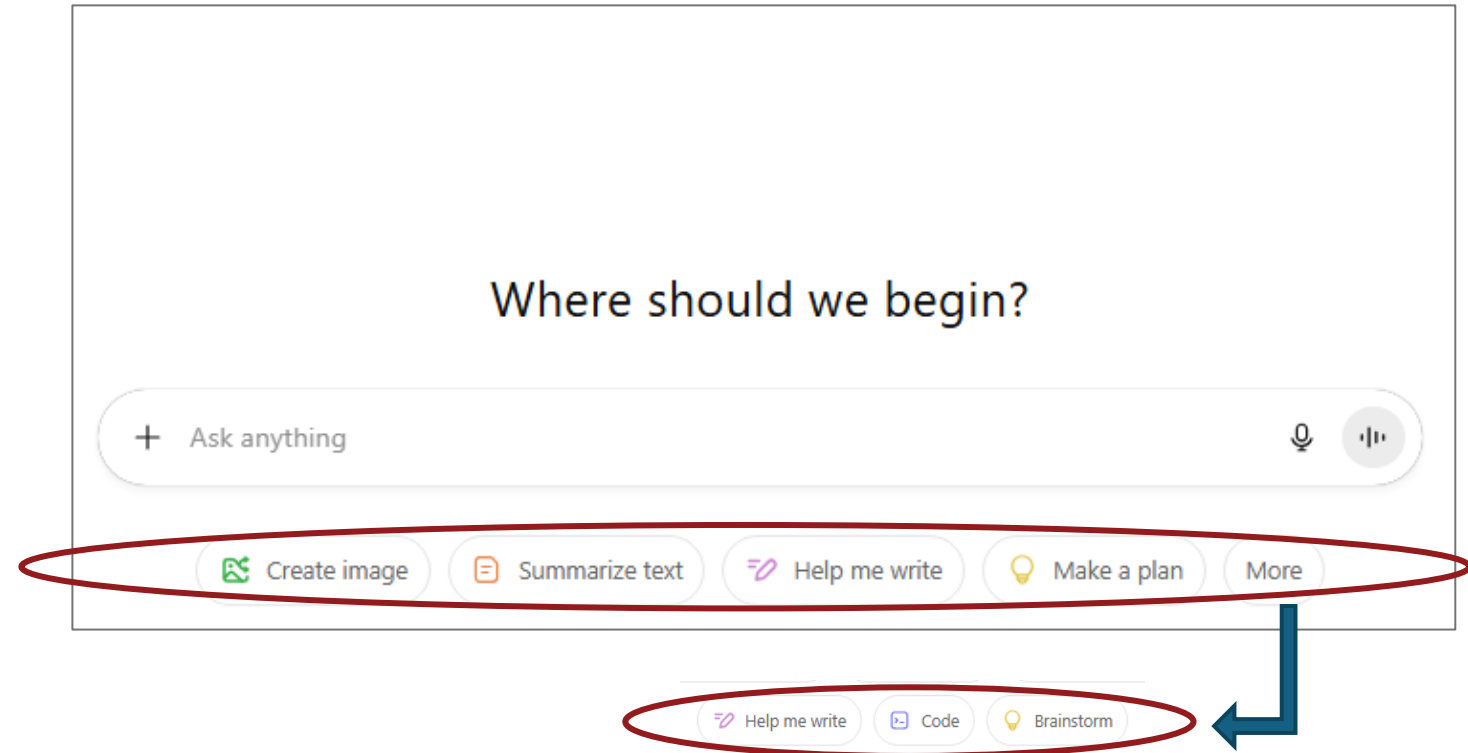 Where should we begin?
Ask anything
Create image Summarize text Help me write Make a plan More
Help me write Code Brainstorm